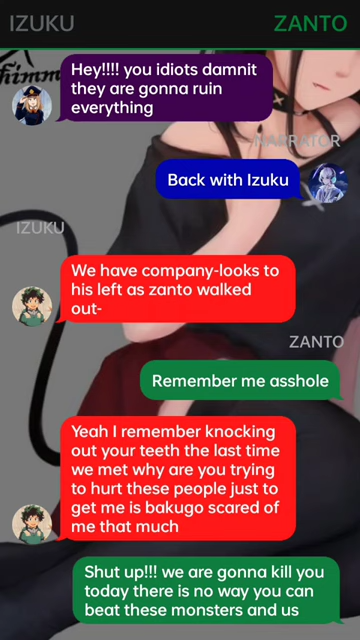 IZUKU
ZANTO
himm
Hey!!!! you idiots damnit
they are gonna ruin
everything
NARRATOR
Back with Izuku
IZUKU
We have company-looks to
his left as zanto walked
out-
ZANTO
Remember me asshole
Yeah I remember knocking
out your teeth the last time
we met why are you trying
to hurt these people just to
get me is bakugo scared of
me that much
Shut up!!! we are gonna kill you
today there is no way you can
beat these monsters and us